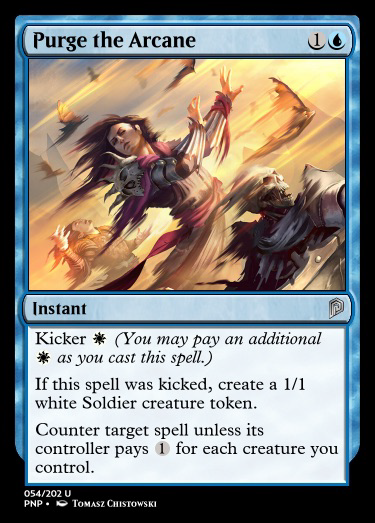 Purge the Arcane 1
Instant
Kicker (You may pay an additional
as you cast this spell.)
If this spell was kicked, create a 1/1
white Soldier creature token.
Counter target spell unless its
controller pays 1 for each creature you
control.
054/202 U
PNP • Tomasz Chistowski